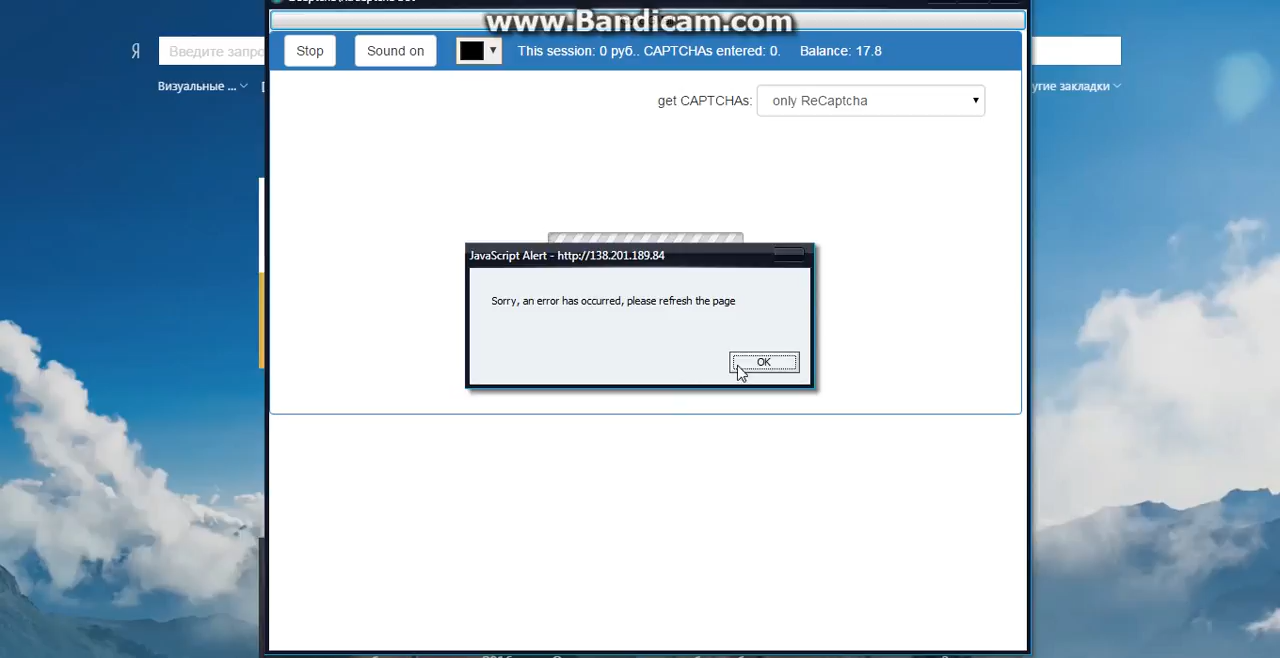 www.Bandicam.com
Stop
Sound on
▼
This session: 0 руб.. CAPTCHAs entered: 0.
Balance: 17.8
Я
Введите запро
Визуальные ...
угие закладки
get CAPTCHAs:
only ReCaptcha
JavaScript Alert - http://138.201.189.84
Sorry, an error has occurred, please refresh the page
OK